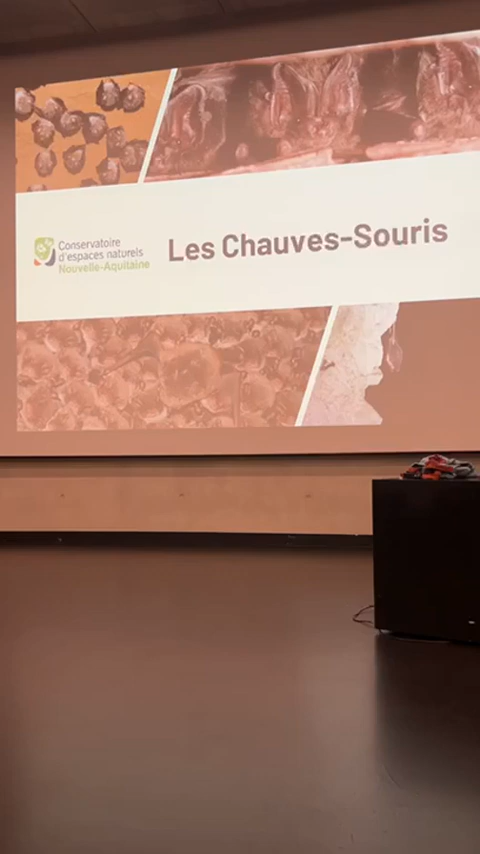 Conservatoire
d'espaces naturels
Nouvelle-Aquitaine
Les Chauves-Souris